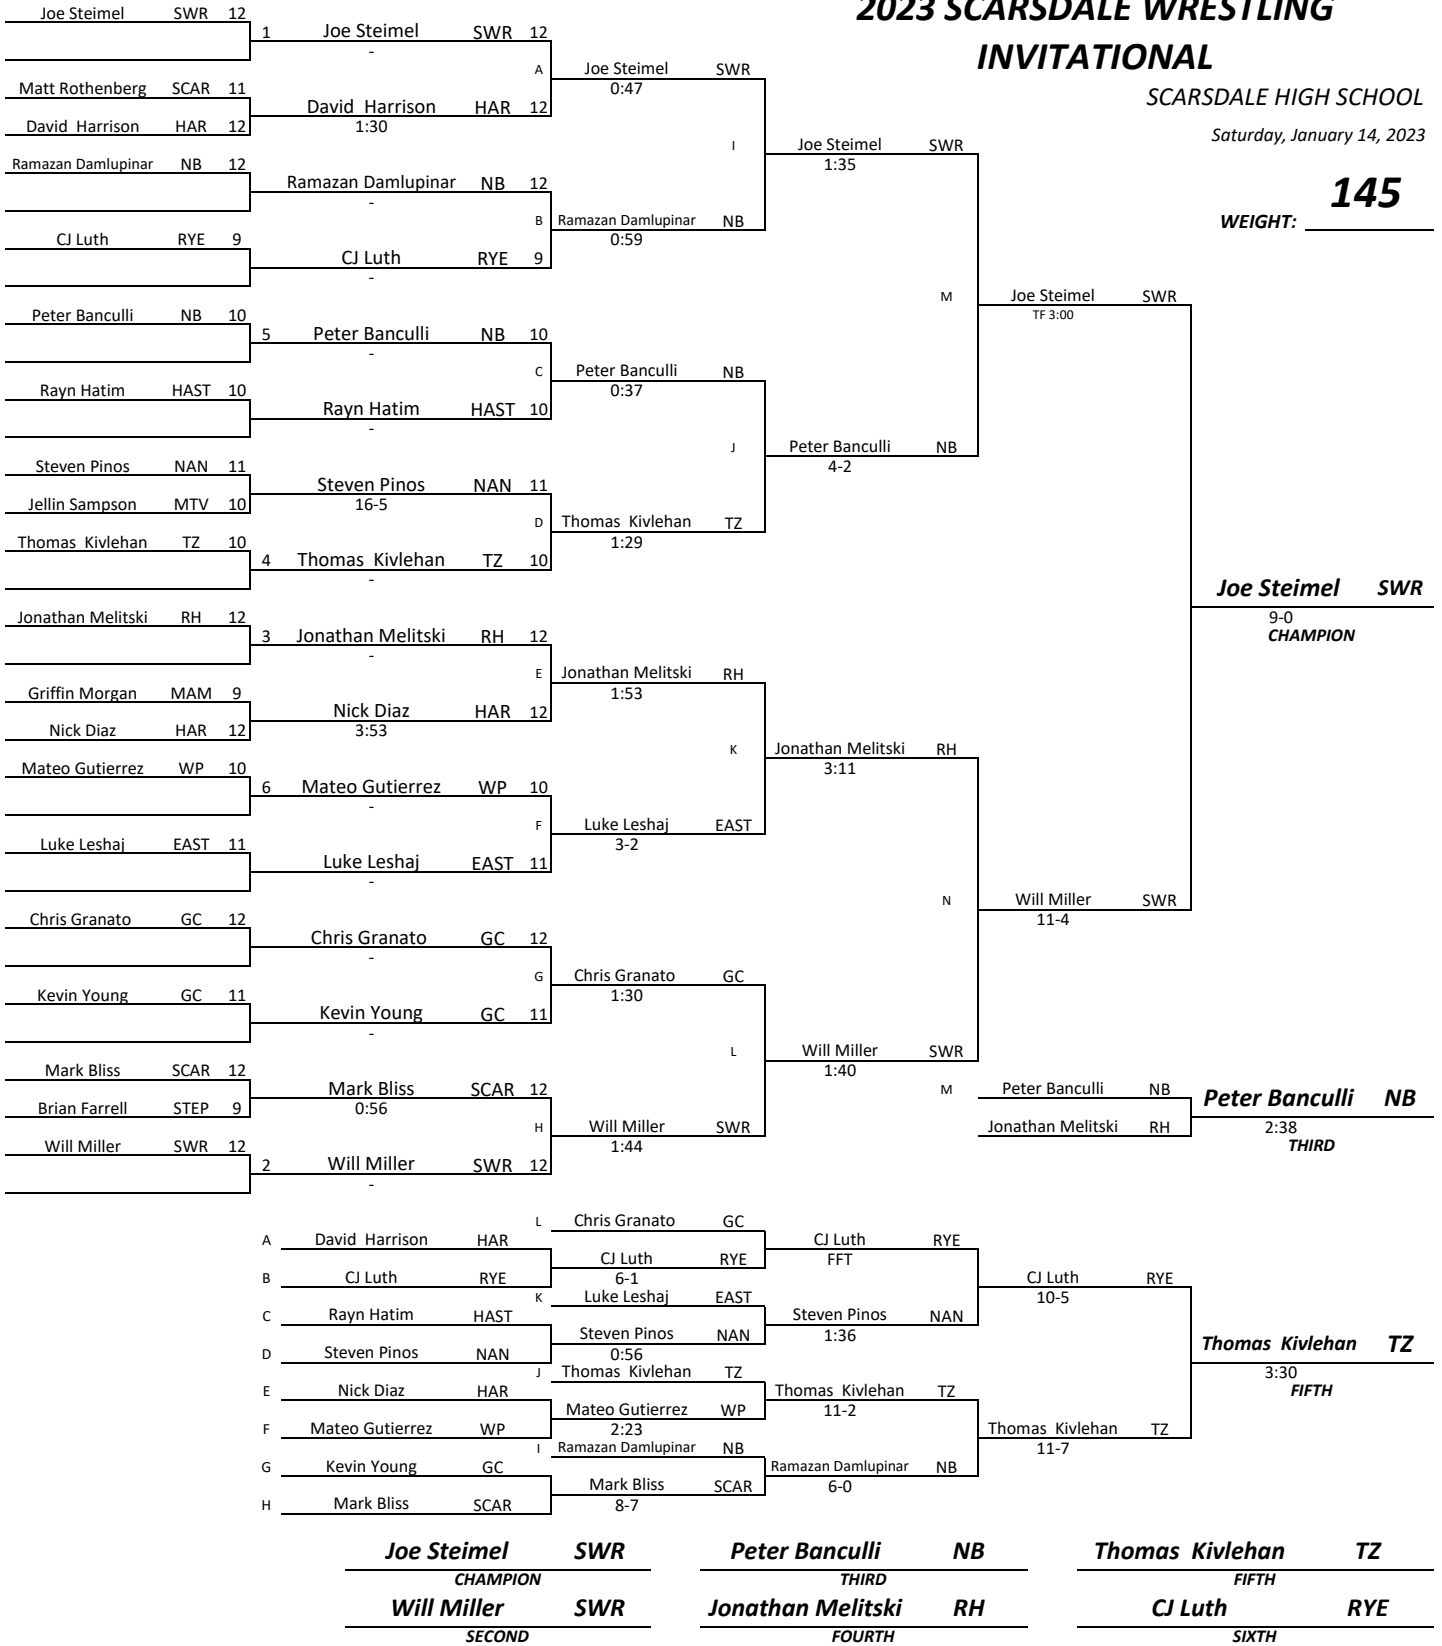 2023 SCARSDALE WRESTLING
INVITATIONAL
SCARSDALE HIGH SCHOOL
Saturday, January 14, 2023
WEIGHT: 145
Joe Steimel SWR 12
Matt Rothenberg SCAR 11
David Harrison HAR 12
Ramazan Damlupinar NB 12
CJ Luth RYE 9
Peter Banculli NB 10
Rayn Hatim HAST 10
Steven Pinos NAN 11
Jellin Sampson MTV 10
Thomas Kivlehan TZ 10
Jonathan Melitski RH 12
Griffin Morgan MAM 9
Nick Diaz HAR 12
Mateo Gutierrez WP 10
Luke Leshaj EAST 11
Chris Granato GC 12
Kevin Young GC 11
Mark Bliss SCAR 12
Brian Farrell STEP 9
Will Miller SWR 12
1 Joe Steimel SWR 12
-
David Harrison HAR 12
1:30
Ramazan Damlupinar NB 12
-
CJ Luth RYE 9
-
5 Peter Banculli NB 10
-
Rayn Hatim HAST 10
-
Steven Pinos NAN 11
16-5
4 Thomas Kivlehan TZ 10
-
3 Jonathan Melitski RH 12
-
Nick Diaz HAR 12
3:53
6 Mateo Gutierrez WP 10
-
Luke Leshaj EAST 11
-
Chris Granato GC 12
-
Kevin Young GC 11
-
Mark Bliss SCAR 12
0:56
2 Will Miller SWR 12
-
A Joe Steimel SWR
0:47
B Ramazan Damlupinar NB
0:59
C Peter Banculli NB
0:37
D Thomas Kivlehan TZ
1:29
E Jonathan Melitski RH
1:53
F Luke Leshaj EAST
3-2
G Chris Granato GC
1:30
H Will Miller SWR
1:44
I Joe Steimel SWR
1:35
J Peter Banculli NB
4-2
K Jonathan Melitski RH
3:11
L Will Miller SWR
1:40
M Joe Steimel SWR
TF 3:00
N Will Miller SWR
11-4
Joe Steimel SWR
9-0
CHAMPION
M Peter Banculli NB
Jonathan Melitski RH
Peter Banculli NB
2:38
THIRD
A David Harrison HAR
B CJ Luth RYE
C Rayn Hatim HAST
D Steven Pinos NAN
E Nick Diaz HAR
F Mateo Gutierrez WP
G Kevin Young GC
H Mark Bliss SCAR
L Chris Granato GC
CJ Luth RYE
6-1
K Luke Leshaj EAST
Steven Pinos NAN
0:56
J Thomas Kivlehan TZ
Mateo Gutierrez WP
2:23
I Ramazan Damlupinar NB
Mark Bliss SCAR
8-7
CJ Luth RYE
FFT
Steven Pinos NAN
1:36
Thomas Kivlehan TZ
11-2
Ramazan Damlupinar NB
6-0
CJ Luth RYE
10-5
Thomas Kivlehan TZ
11-7
Thomas Kivlehan TZ
3:30
FIFTH
Joe Steimel SWR Peter Banculli NB Thomas Kivlehan TZ
CHAMPION THIRD FIFTH
Will Miller SWR Jonathan Melitski RH CJ Luth RYE
SECOND FOURTH SIXTH